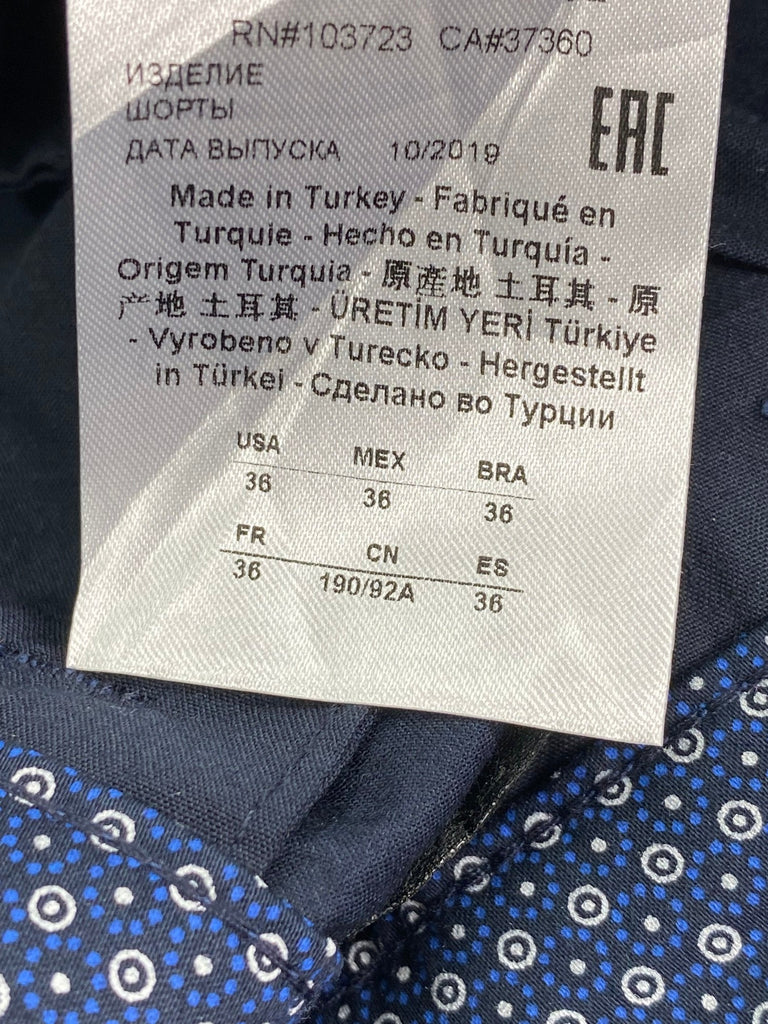 RN#103723 CA#37360
ИЗДЕЛИЕ
ШОРТЫ
ДАТА ВЫПУСКА 10/2019
EAC
Made in Turkey - Fabriqué en
Turquie - Hecho en Turquía -
Origem Turquia - 原產地 土耳其 - 原
产地 土耳其 - ÜRETİM YERİ Türkiye
- Vyrobeno v Turecko - Hergestellt
in Türkei - Сделано во Турции
USA MEX BRA
36 36 36
FR CN ES
36 190/92A 36